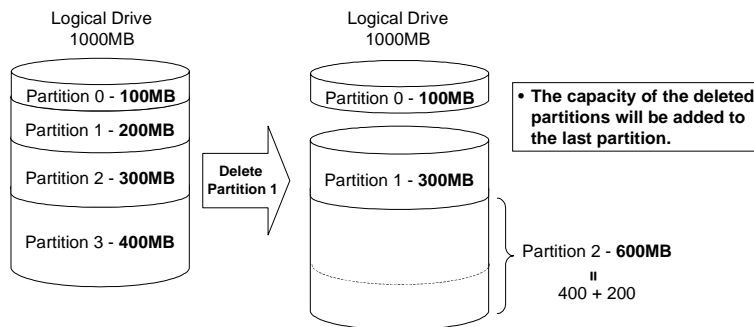 Logical Drive
1000MB
Partition 0 - 100MB
Partition 1 - 200MB
Partition 2 - 300MB
Partition 3 - 400MB
Delete
Partition 1
Logical Drive
1000MB
Partition 0 - 100MB
Partition 1 - 300MB
Partition 2 - 600MB
=
400 + 200
• The capacity of the deleted
partitions will be added to
the last partition.